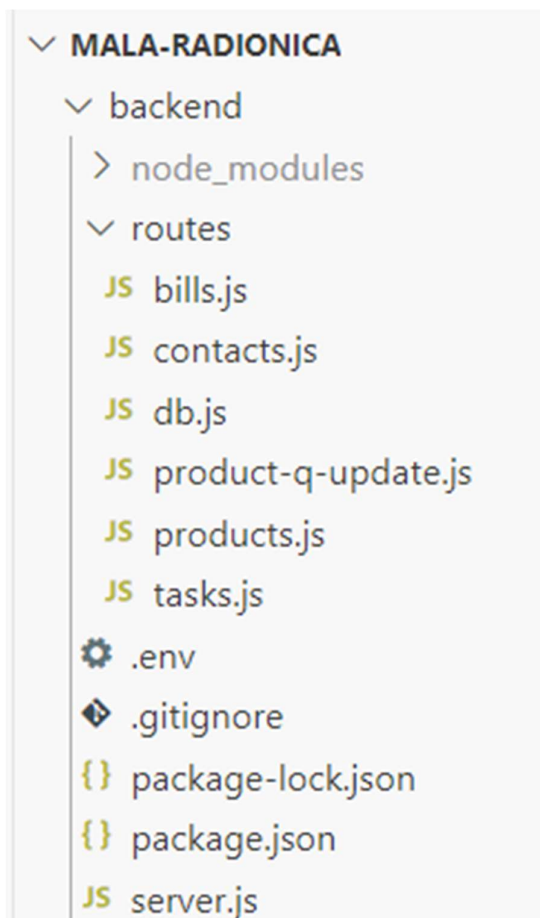 MALA-RADIONICA
backend
node_modules
routes
JS bills.js
JS contacts.js
JS db.js
JS product-q-update.js
JS products.js
JS tasks.js
.env
.gitignore
{} package-lock.json
{} package.json
JS server.js